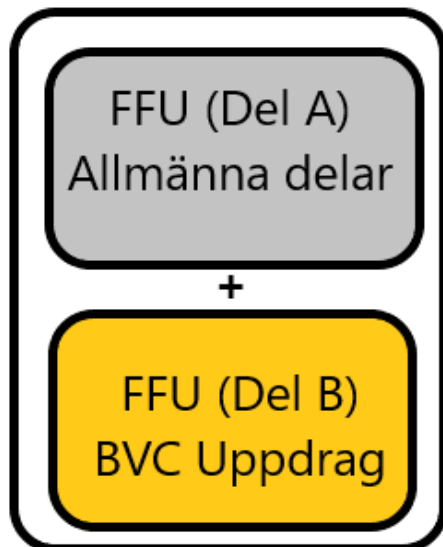 FFU (Del A)
Allmänna delar
+
FFU (Del B)
BVC Uppdrag